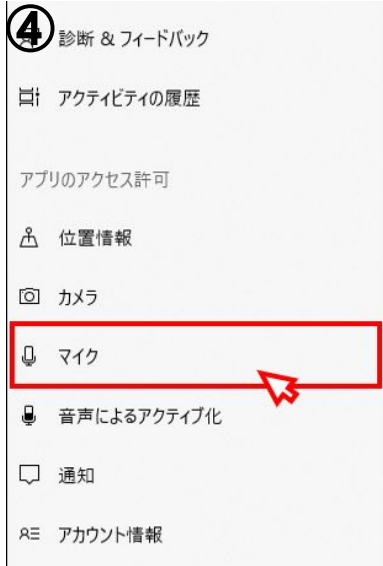 ④
診断 & フィードバック
アクティビティの履歴
アプリのアクセス許可
位置情報
カメラ
マイク
音声によるアクティブ化
通知
アカウント情報